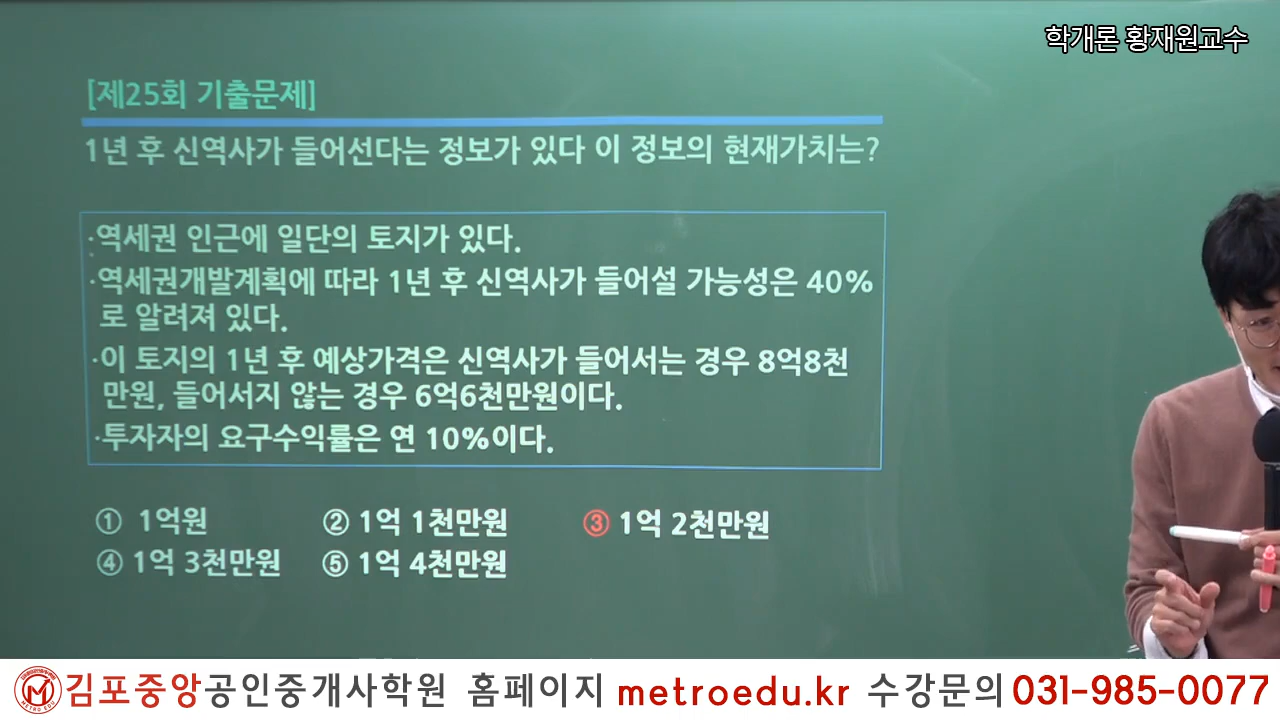 학개론 황재원교수
[제25회 기출문제]
1년 후 신역사가 들어선다는 정보가 있다 이 정보의 현재가치는?
·역세권 인근에 일단의 토지가 있다.
·역세권개발계획에 따라 1년 후 신역사가 들어설 가능성은 40%
로 알려져 있다.
·이 토지의 1년 후 예상가격은 신역사가 들어서는 경우 8억8천
만원, 들어서지 않는 경우 6억6천만원이다.
·투자자의 요구수익률은 연 10%이다.
① 1억원 ② 1억 1천만원 ③ 1억 2천만원
④ 1억 3천만원 ⑤ 1억 4천만원
METRO EDU 김포중앙공인중개사학원 홈페이지 metroedu.kr 수강문의 031-985-0077